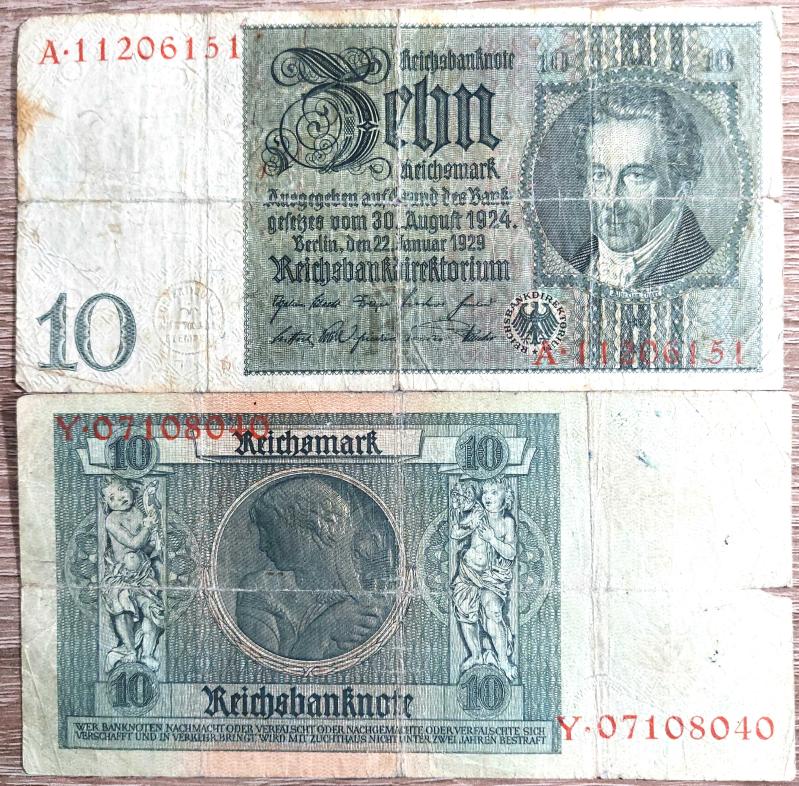 A·11206151
Reichsbanknote
10 10
Zehn
Reichsmark
Ausgegeben auf Grund des Bank-
gesetzes vom 30. August 1924.
Berlin, den 22. Januar 1929
Reichsbankdirektorium
10
REICHSBANKDIREKTORIUM
A·11206151
Y·07108040
10 Reichsmark 10
10 Reichsbanknote 10
WER BANKNOTEN NACHMACHT ODER VERFÄLSCHT ODER NACHGEMACHTE ODER VERFÄLSCHTE SICH
VERSCHAFFT UND IN VERKEHR BRINGT, WIRD MIT ZUCHTHAUS NICHT UNTER ZWEI JAHREN BESTRAFT
Y·07108040